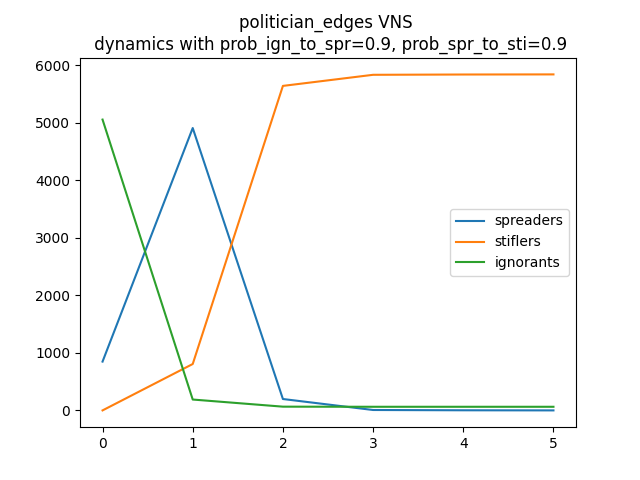 politician_edges VNS
dynamics with prob_ign_to_spr=0.9, prob_spr_to_sti=0.9
6000
5000
4000
3000
2000
1000
0
spreaders
stiflers
ignorants
0 1 2 3 4 5